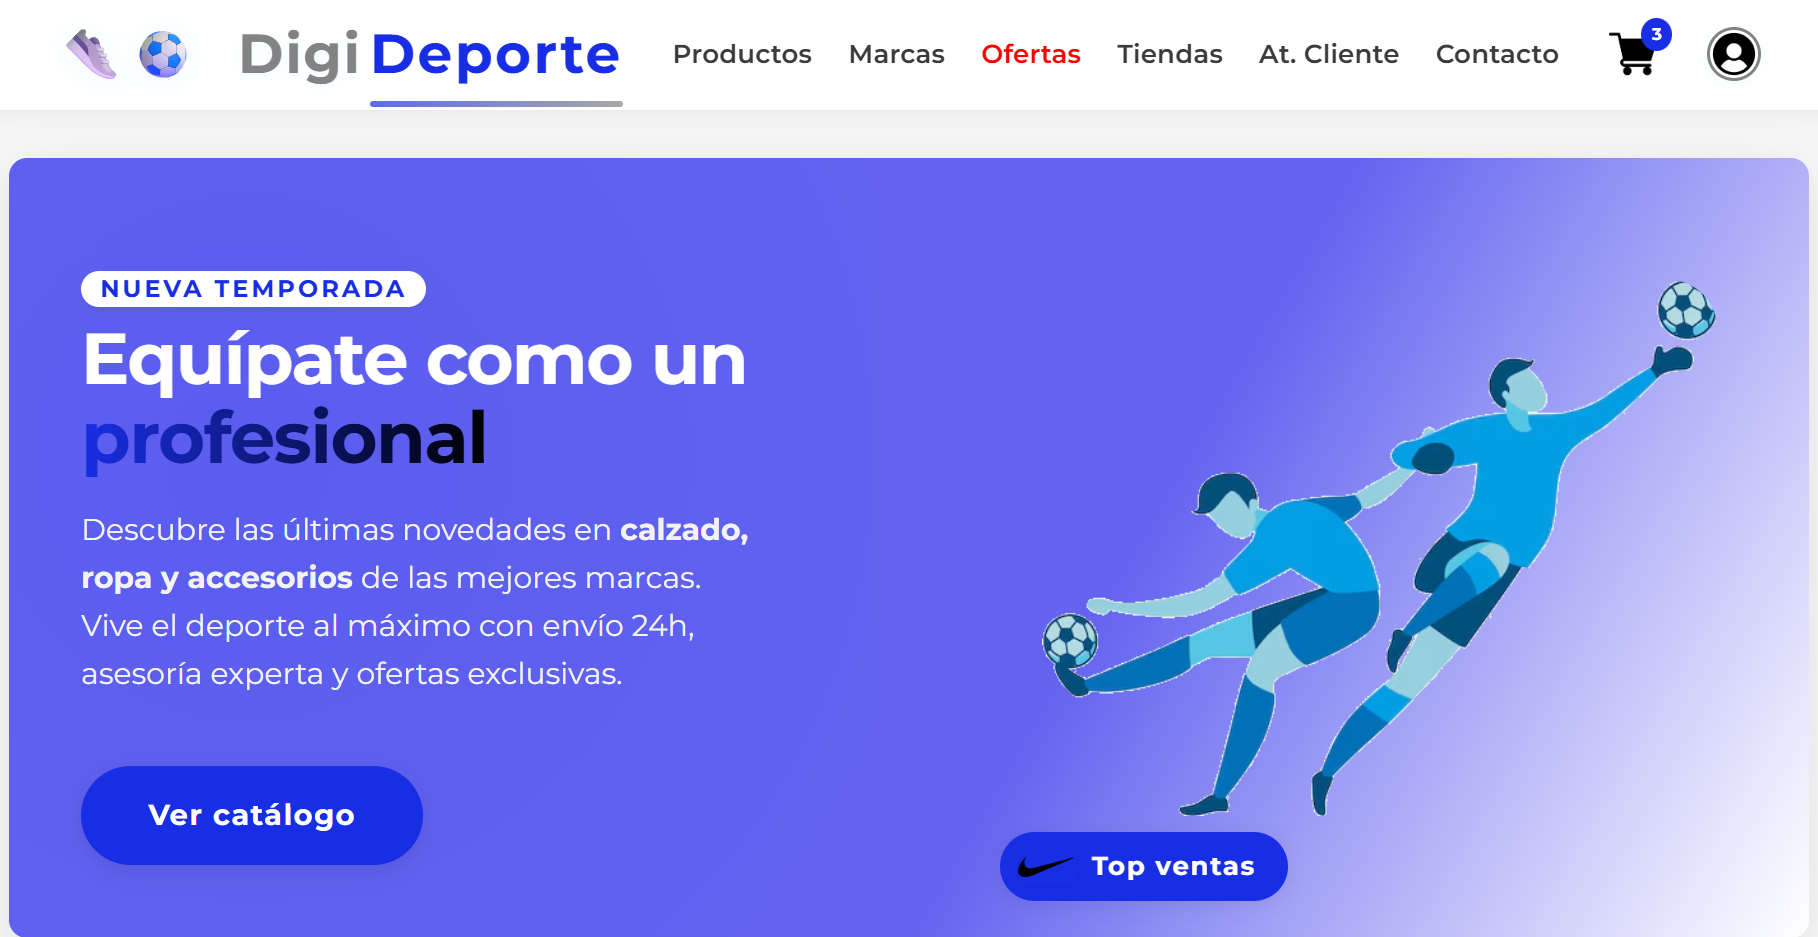 Digi Deporte
Productos Marcas Ofertas Tiendas At. Cliente Contacto 3
NUEVA TEMPORADA
Equípate como un
profesional
Descubre las últimas novedades en calzado,
ropa y accesorios de las mejores marcas.
Vive el deporte al máximo con envío 24h,
asesoría experta y ofertas exclusivas.
Ver catálogo
Top ventas